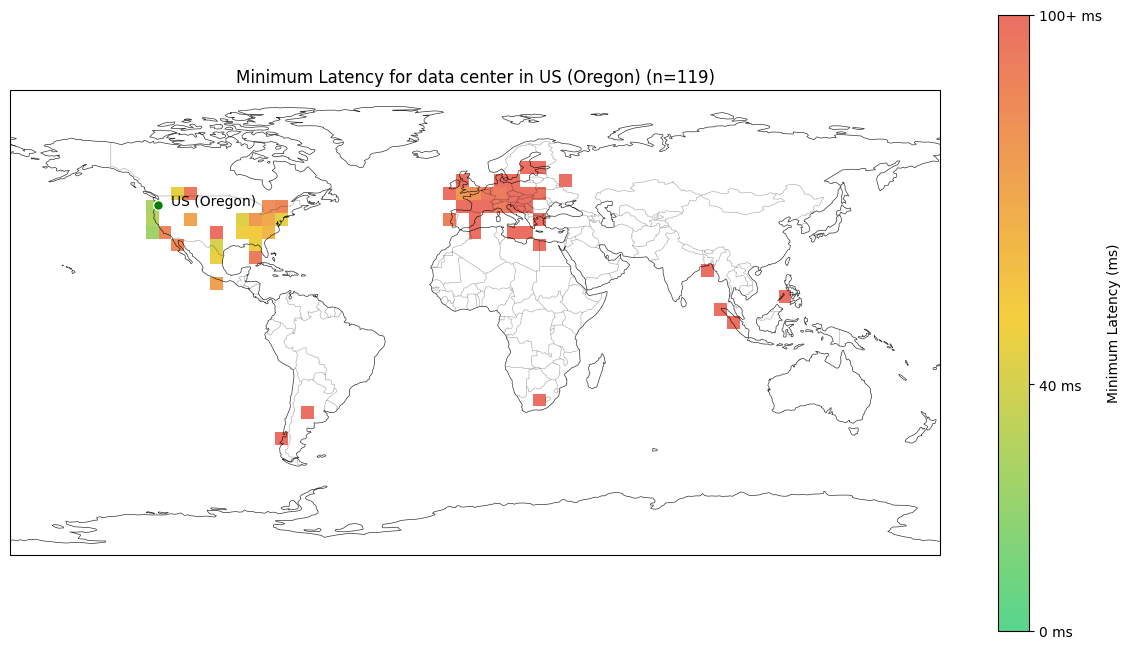 Minimum Latency for data center in US (Oregon) (n=119)
US (Oregon)
100+ ms
40 ms
0 ms
Minimum Latency (ms)